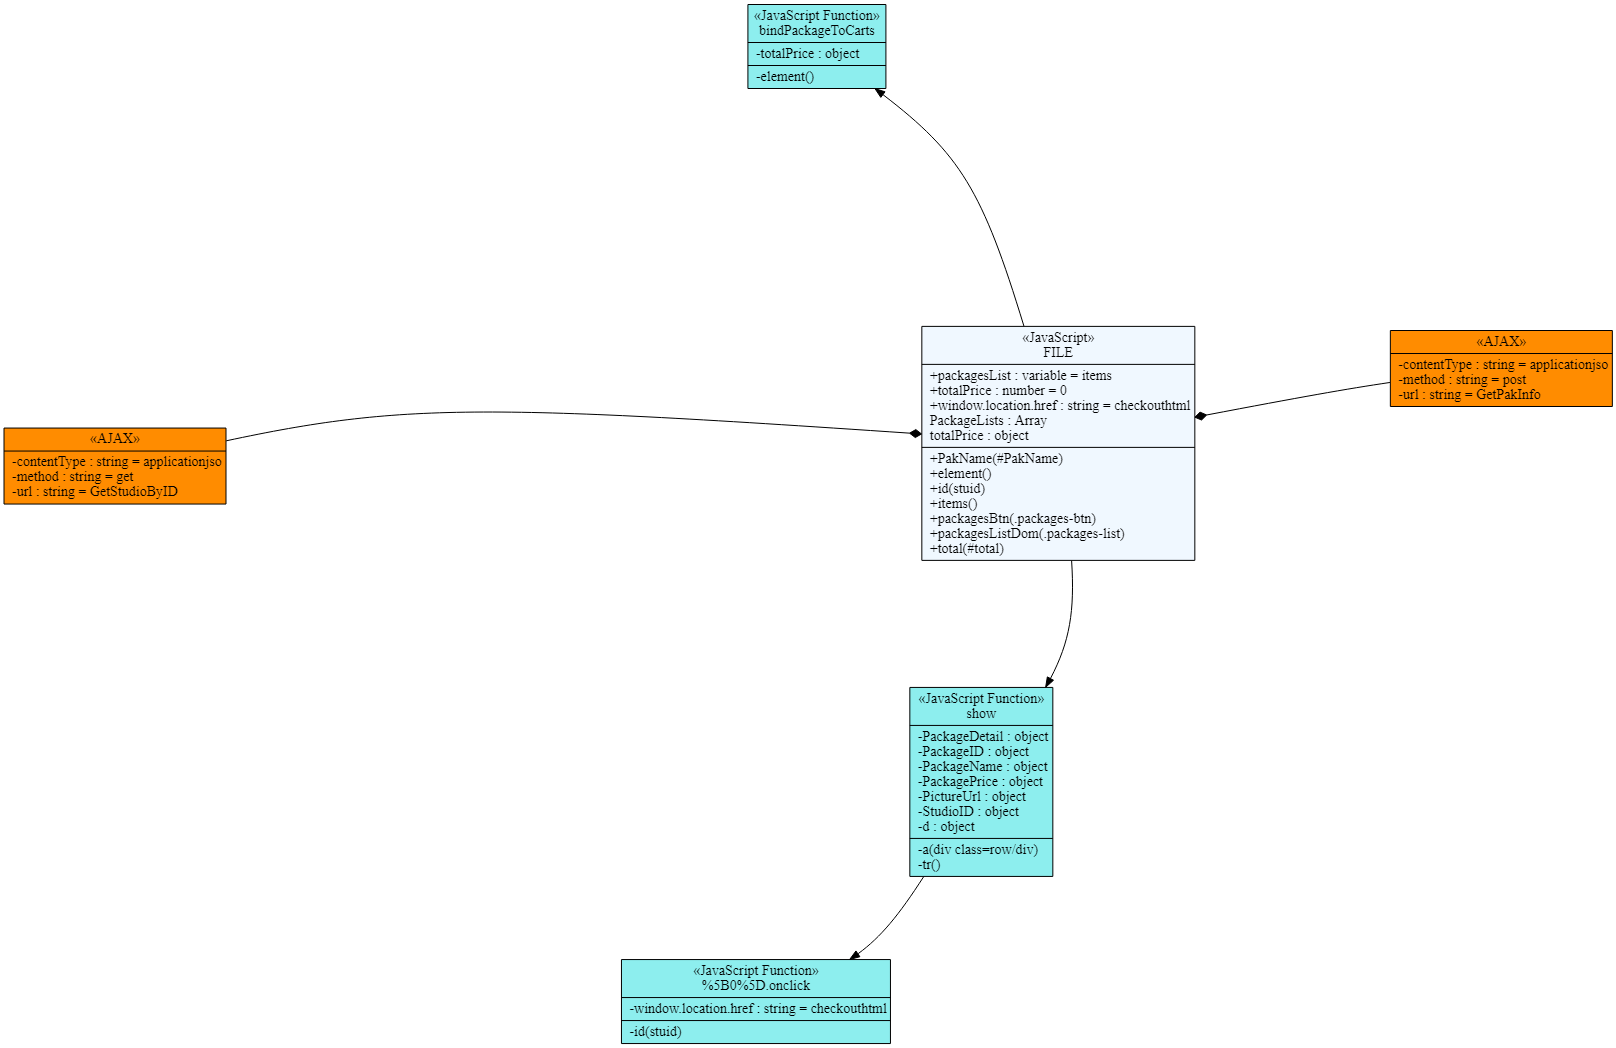 «JavaScript Function»
bindPackageToCarts
-totalPrice : object
-element()
«JavaScript»
FILE
+packagesList : variable = items
+totalPrice : number = 0
+window.location.href : string = checkouthtml
PackageLists : Array
totalPrice : object
+PakName(#PakName)
+element()
+id(stuid)
+items()
+packagesBtn(.packages-btn)
+packagesListDom(.packages-list)
+total(#total)
«AJAX»
-contentType : string = applicationjso
-method : string = post
-url : string = GetPakInfo
«AJAX»
-contentType : string = applicationjso
-method : string = get
-url : string = GetStudioByID
«JavaScript Function»
show
-PackageDetail : object
-PackageID : object
-PackageName : object
-PackagePrice : object
-PictureUrl : object
-StudioID : object
-d : object
-a(div class=row/div)
-tr()
«JavaScript Function»
%5B0%5D.onclick
-window.location.href : string = checkouthtml
-id(stuid)